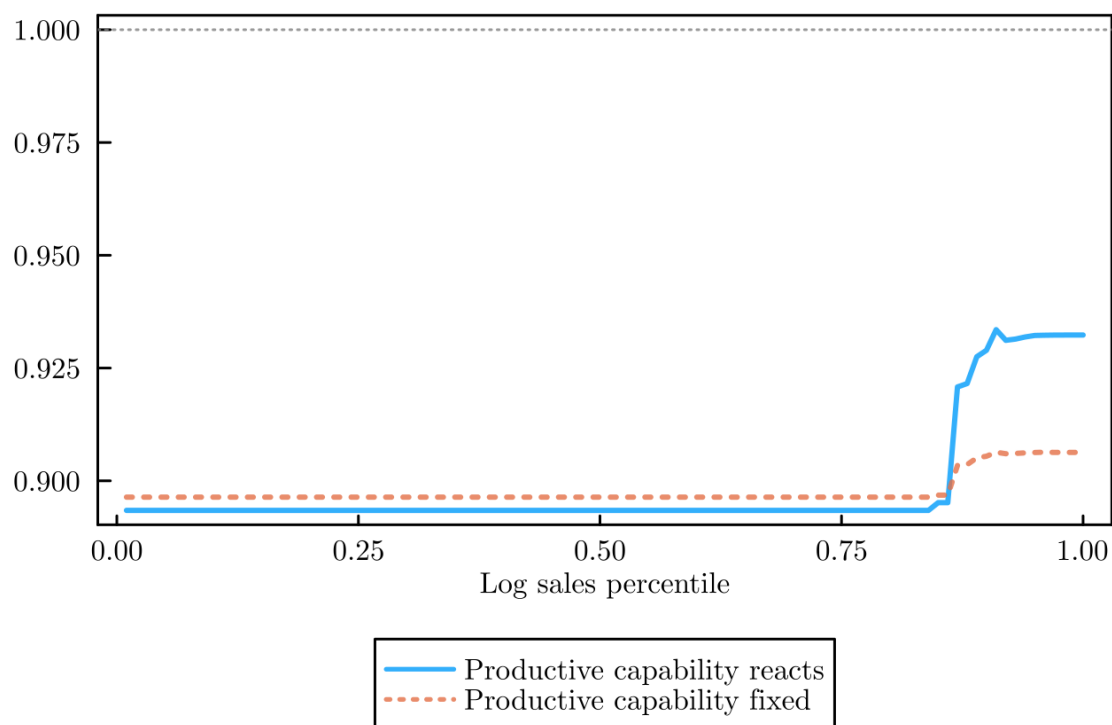 1.000
0.975
0.950
0.925
0.900
0.00 0.25 0.50 0.75 1.00
Log sales percentile
Productive capability reacts
Productive capability fixed